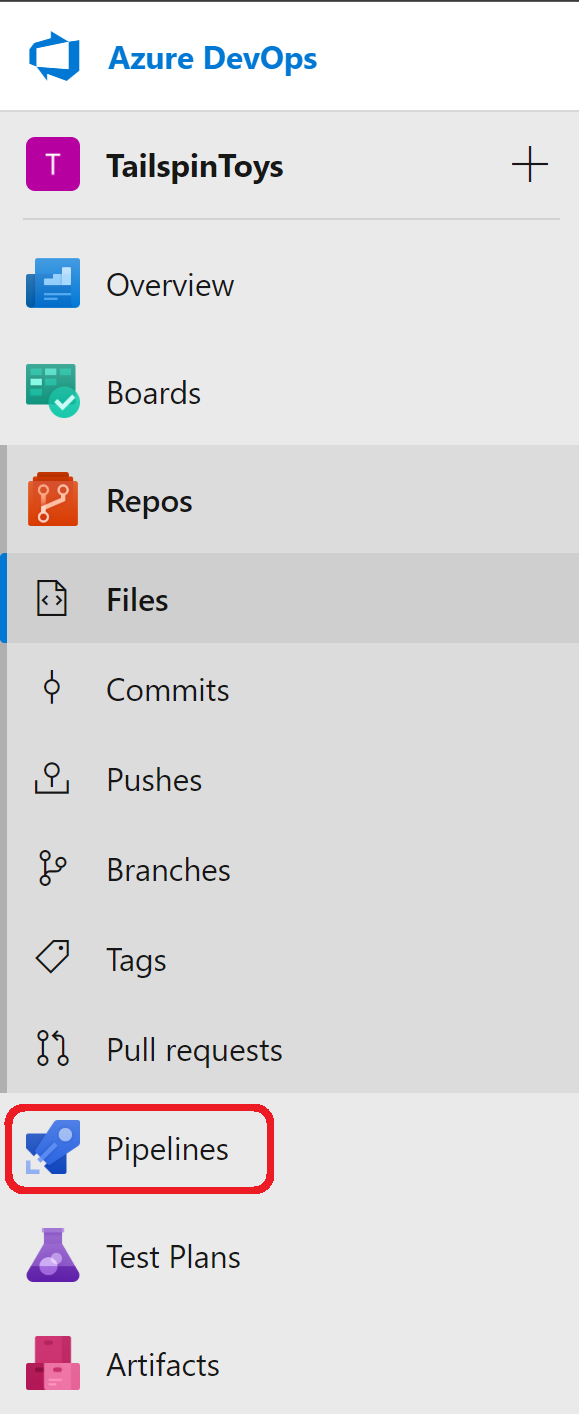 Azure DevOps
T TailspinToys
Overview
Boards
Repos
Files
Commits
Pushes
Branches
Tags
Pull requests
Pipelines
Test Plans
Artifacts